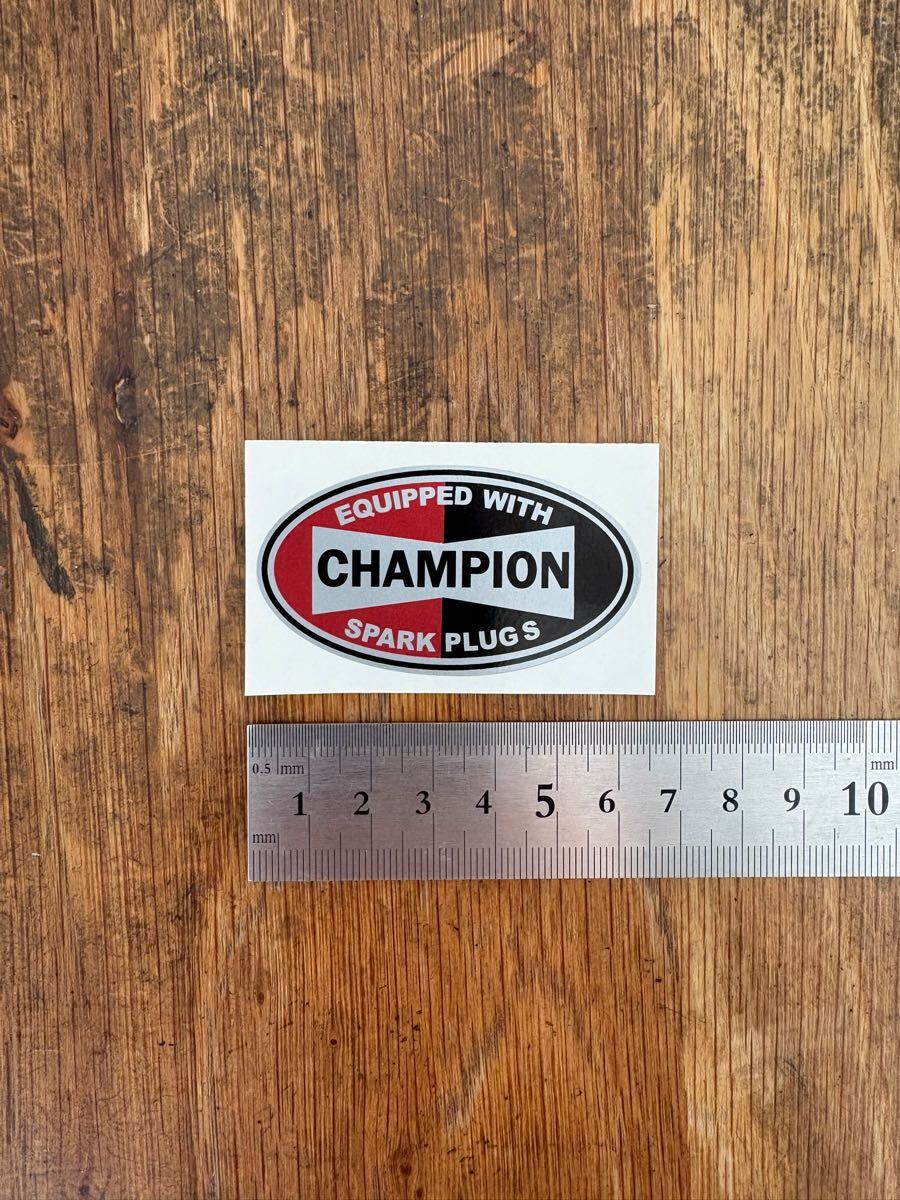 EQUIPPED WITH
CHAMPION
SPARK PLUGS
0.5 mm
mm
1 2 3 4 5 6 7 8 9 10
mm